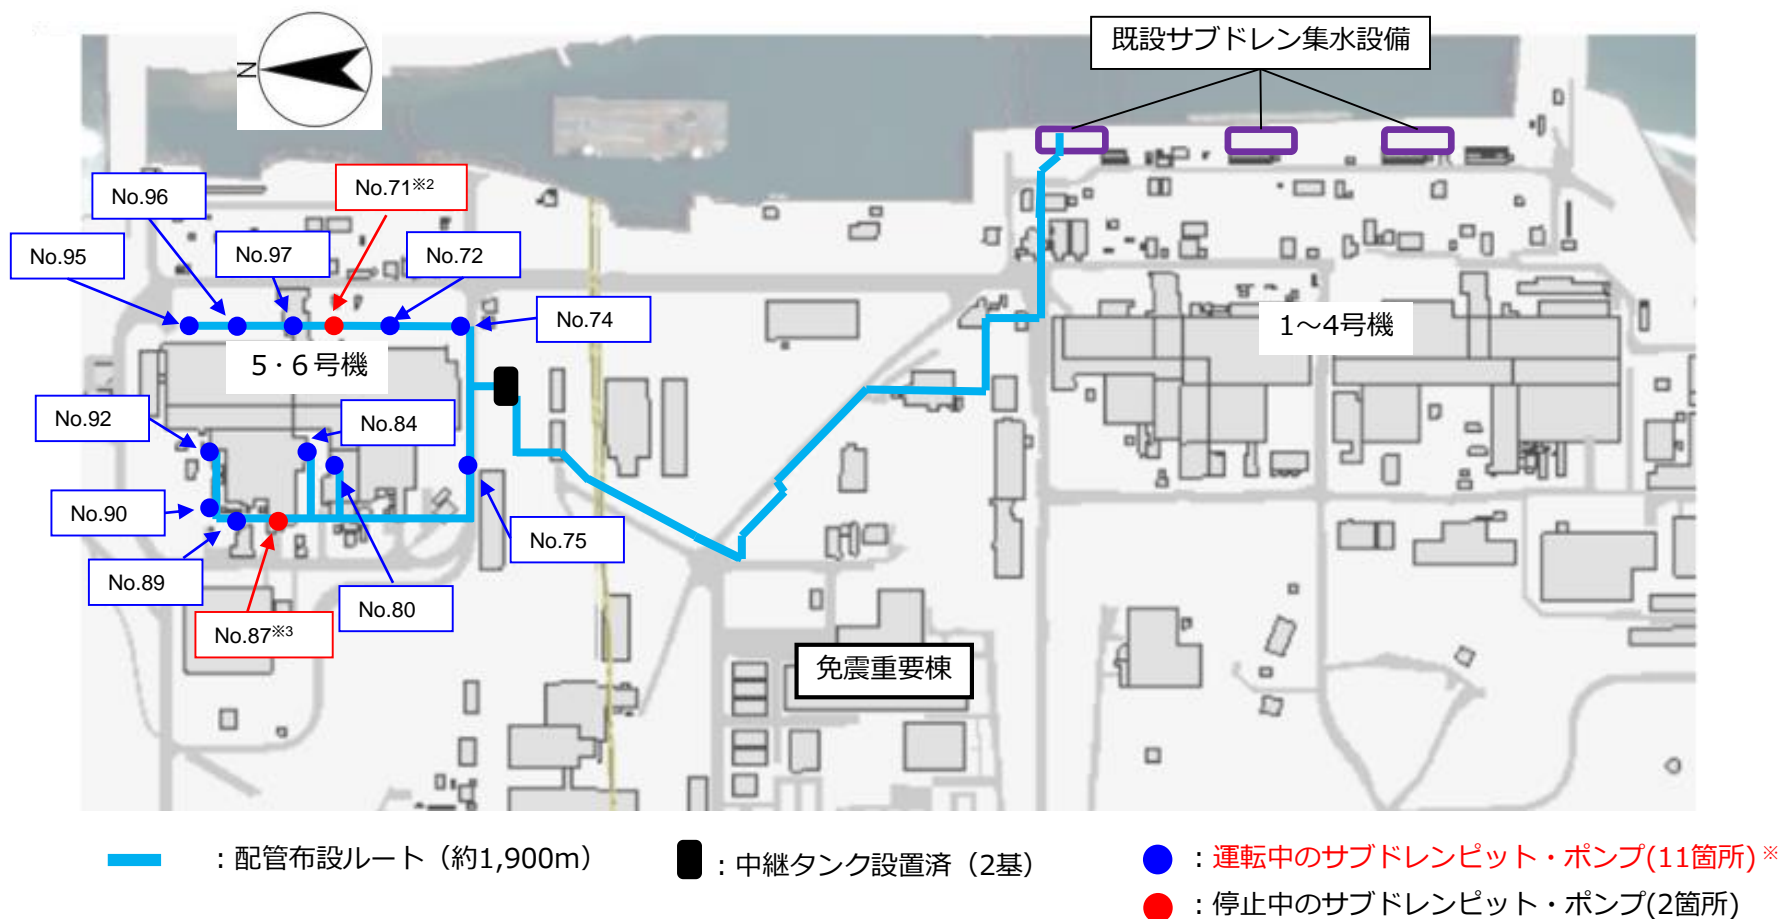 既設サブドレン集水設備
N
No.96
No.71※2
No.95
No.97
No.72
No.74
1～4号機
5・6号機
No.92
No.84
No.90
No.75
No.89
No.80
No.87※3
免震重要棟
：配管布設ルート（約1,900m）
：中継タンク設置済（2基）
：運転中のサブドレンピット・ポンプ(11箇所)※
：停止中のサブドレンピット・ポンプ(2箇所)